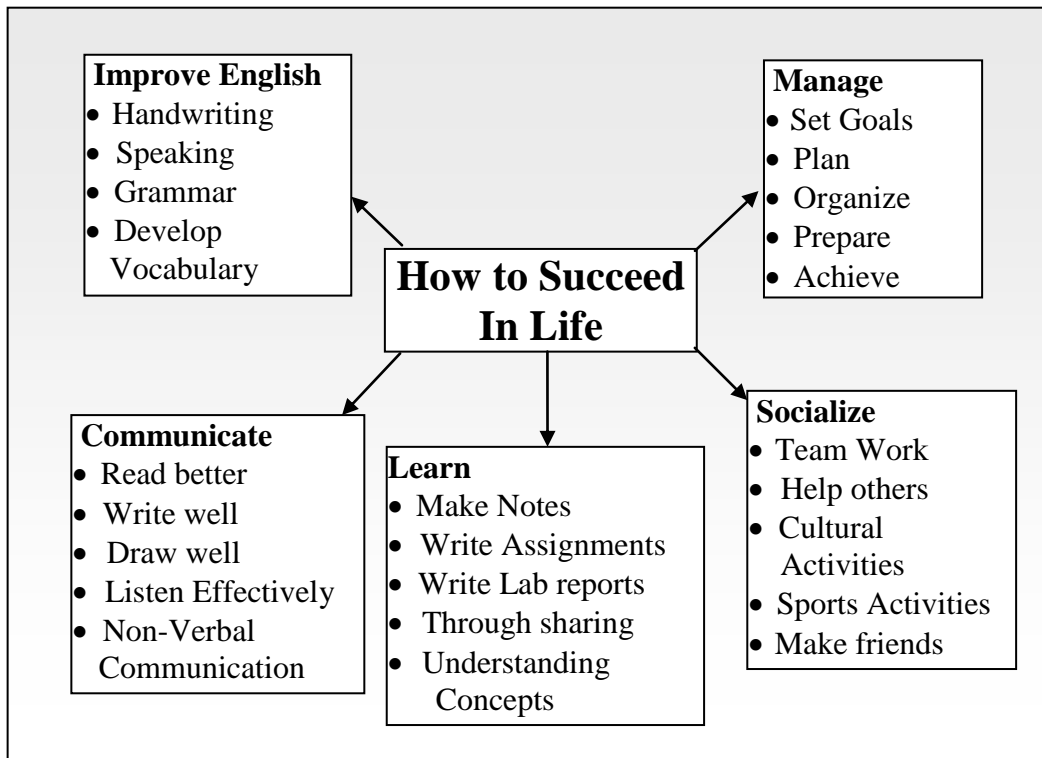 Improve English
• Handwriting
• Speaking
• Grammar
• Develop
Vocabulary
Manage
• Set Goals
• Plan
• Organize
• Prepare
• Achieve
How to Succeed
In Life
Communicate
• Read better
• Write well
• Draw well
• Listen Effectively
• Non-Verbal
Communication
Learn
• Make Notes
• Write Assignments
• Write Lab reports
• Through sharing
• Understanding
Concepts
Socialize
• Team Work
• Help others
• Cultural
Activities
• Sports Activities
• Make friends